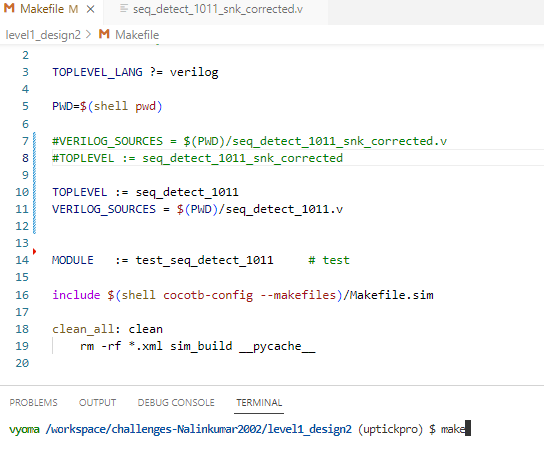 Makefile M seq_detect_1011_snk_corrected.v
level1_design2 > Makefile
2
3 TOPLEVEL_LANG ?= verilog
4
5 PWD=$(shell pwd)
6
7 #VERILOG_SOURCES = $(PWD)/seq_detect_1011_snk_corrected.v
8 #TOPLEVEL := seq_detect_1011_snk_corrected
9
10 TOPLEVEL := seq_detect_1011
11 VERILOG_SOURCES = $(PWD)/seq_detect_1011.v
12
13
14 MODULE := test_seq_detect_1011 # test
15
16 include $(shell cocotb-config --makefiles)/Makefile.sim
17
18 clean_all: clean
19 rm -rf *.xml sim_build __pycache__
20
PROBLEMS OUTPUT DEBUG CONSOLE TERMINAL
vyoma /workspace/challenges-Nalinkumar2002/level1_design2 (uptickpro) $ make